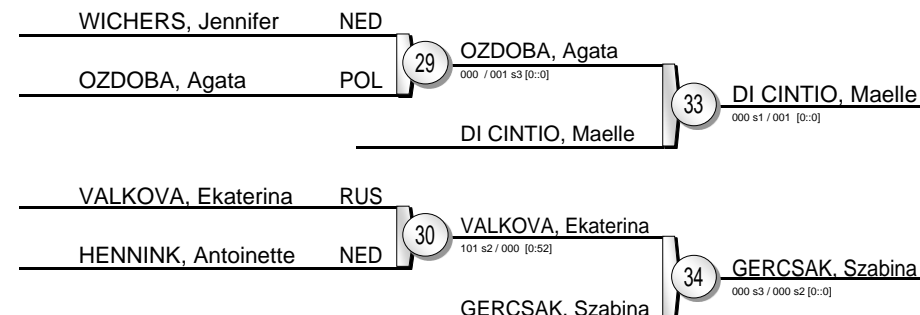 WICHERS, Jennifer NED
29
OZDOBA, Agata
000 / 001 s3 [0::0]
OZDOBA, Agata POL
33
DI CINTIO, Maelle
000 s1 / 001 [0::0]
DI CINTIO, Maelle
VALKOVA, Ekaterina RUS
30
VALKOVA, Ekaterina
101 s2 / 000 [0:52]
HENNINK, Antoinette NED
34
GERCSAK, Szabina
000 s3 / 000 s2 [0::0]
GERCSAK, Szabina